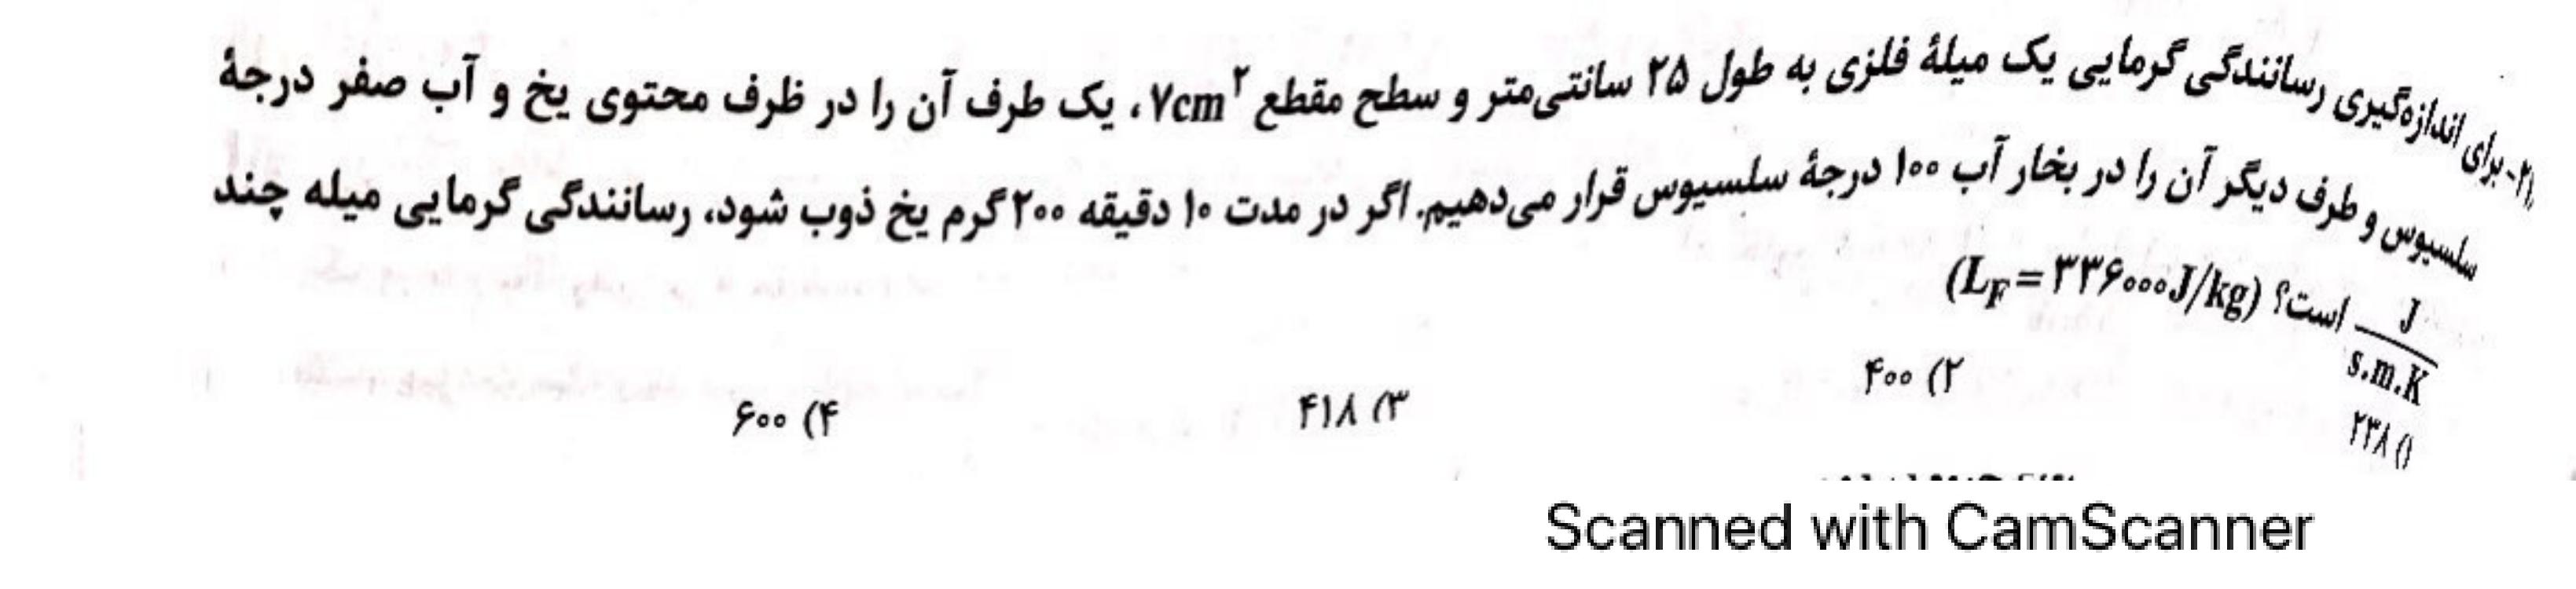 ۲۱- برای اندازه‌گیری رسانندگی گرمایی یک میلهٔ فلزی به طول ۲۵ سانتی‌متر و سطح مقطع ۷cm²، یک طرف آن را در ظرف محتوی یخ و آب صفر درجهٔ
سلسیوس و طرف دیگر آن را در بخار آب ۱۰۰ درجهٔ سلسیوس قرار می‌دهیم. اگر در مدت ۱۰ دقیقه ۲۰۰ گرم یخ ذوب شود، رسانندگی گرمایی میله چند
J/s.m.K است؟ (L_F = ۳۳۶۰۰۰J/kg)
۱) ۲۳۸ ۲) ۴۰۰ ۳) ۴۱۸ ۴) ۶۰۰
Scanned with CamScanner